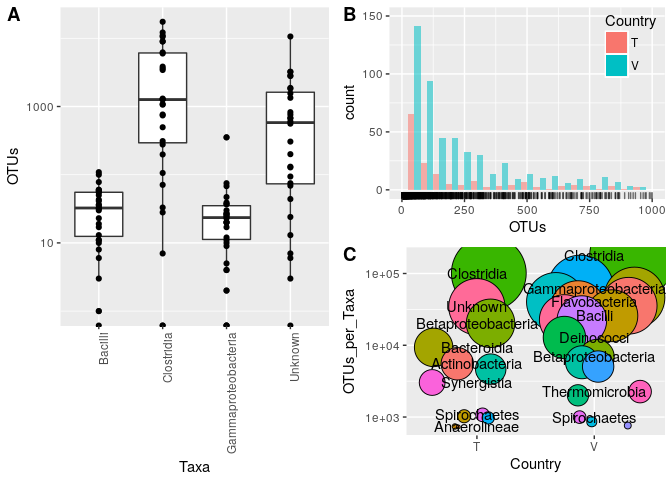 A
OTUs
1000
10
Bacilli
Clostridia
Gammaproteobacteria
Unknown
Taxa
B
count
150
100
50
0
0
250
500
750
1000
OTUs
Country
T
V
C
OTUs_per_Taxa
1e+05
1e+04
1e+03
Clostridia
Clostridia
Gammaproteobacteria
Unknown
Flavobacteria
Bacilli
Betaproteobacteria
Deinococci
Bacteroidia
Betaproteobacteria
Actinobacteria
Synergistia
Thermomicrobia
Spirochaetes
Spirochaetes
Anaerolineae
T
V
Country